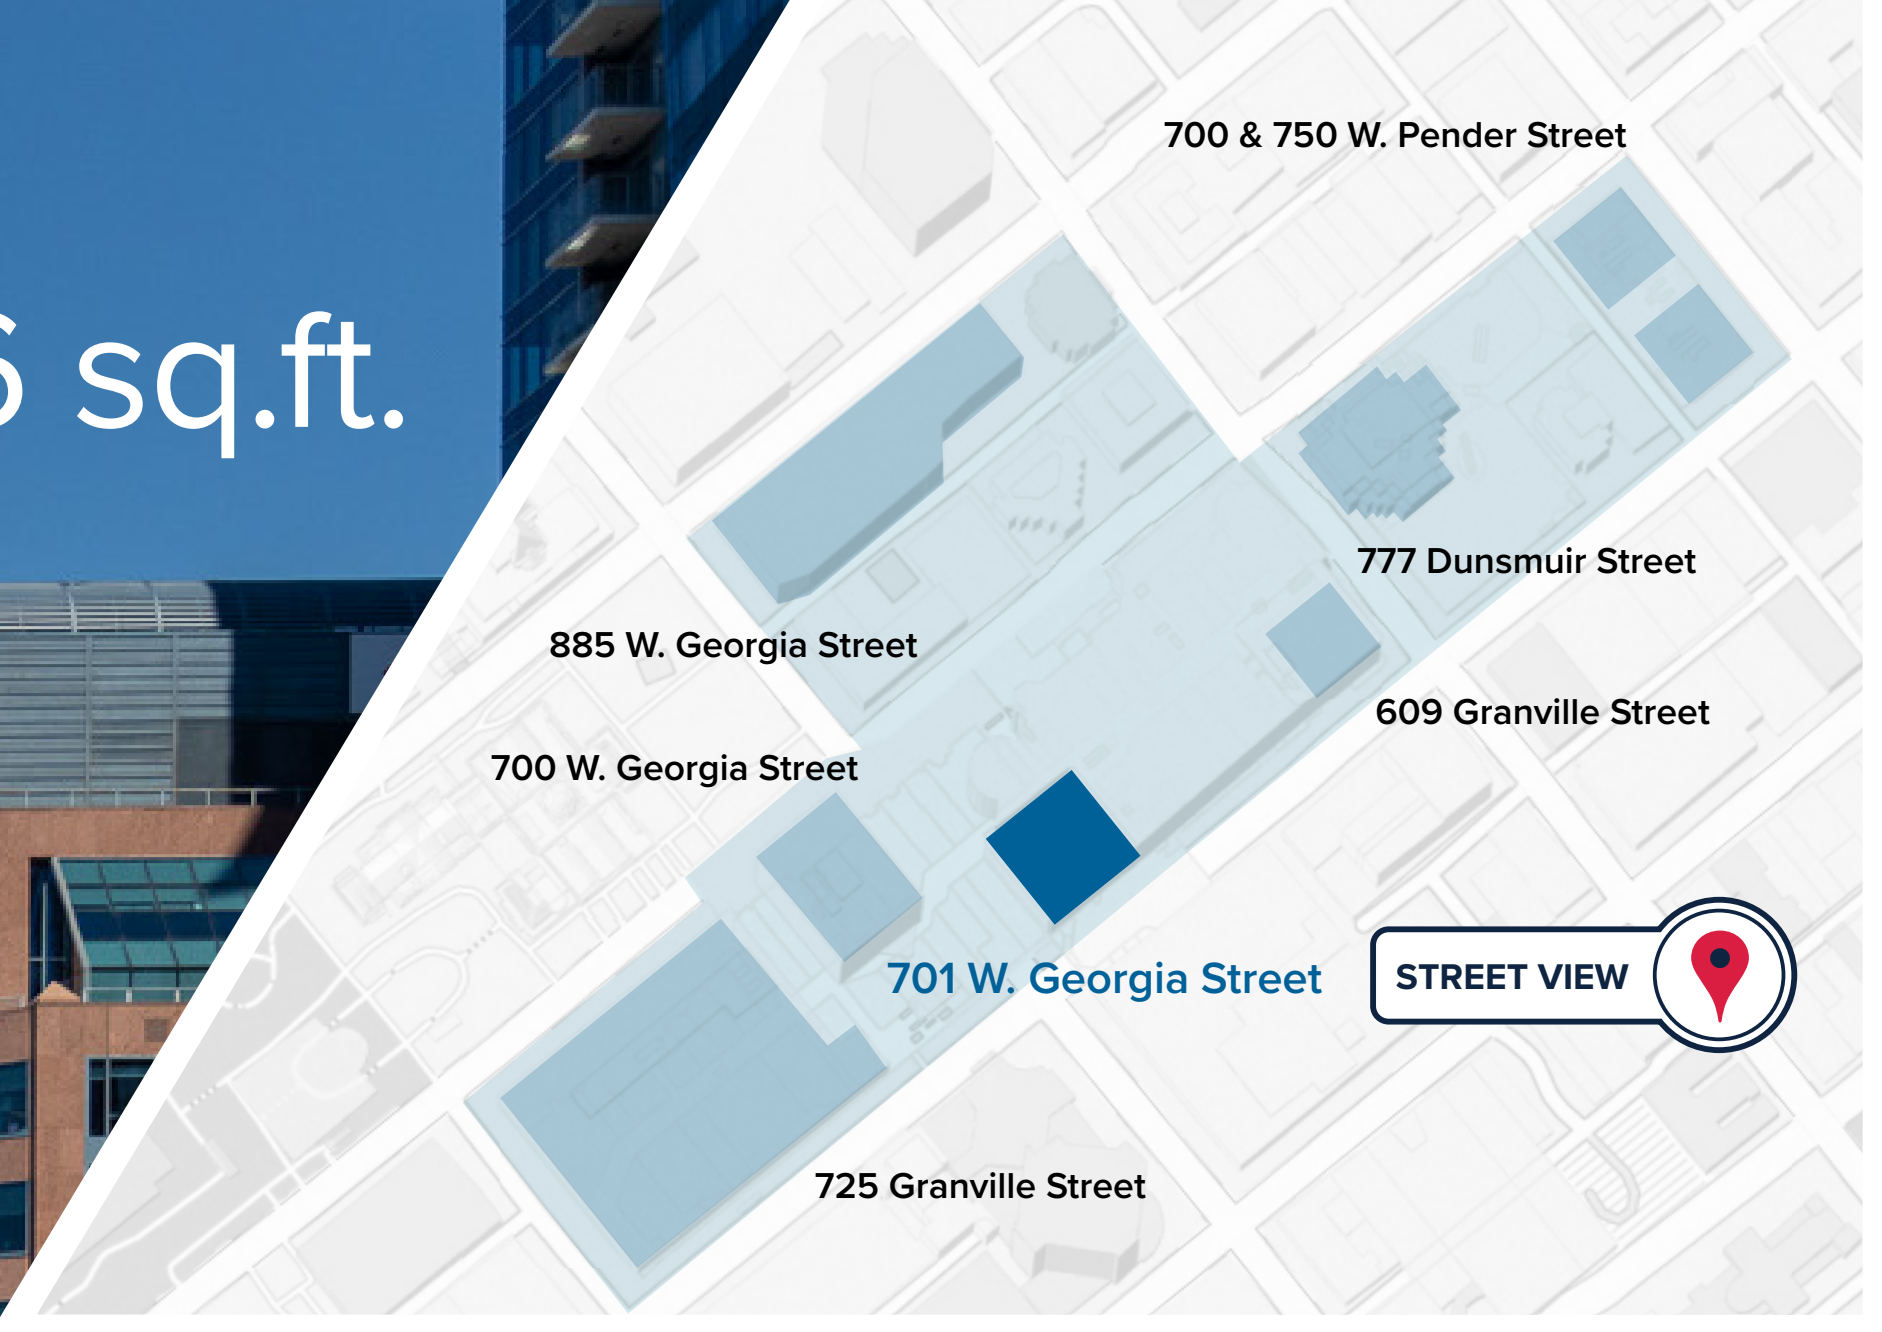 700 & 750 W. Pender Street
6 sq.ft.
777 Dunsmuir Street
885 W. Georgia Street
609 Granville Street
700 W. Georgia Street
701 W. Georgia Street
STREET VIEW
725 Granville Street